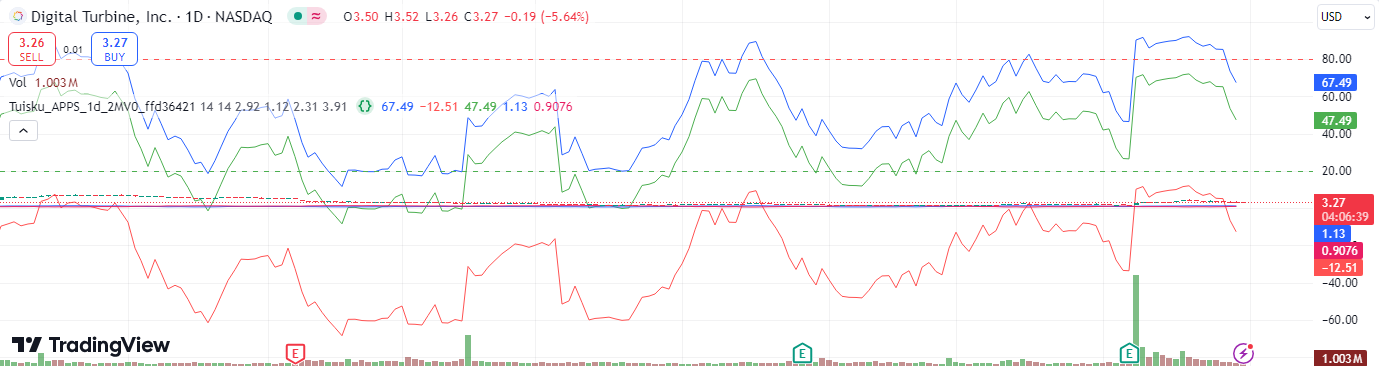 Digital Turbine, Inc. · 1D · NASDAQ O3.50 H3.52 L3.26 C3.27 −0.19 (−5.64%)
USD
3.26
SELL
0.01
3.27
BUY
Vol 1.003 M
Tuisku_APPS_1d_2MV0_ffd36421 14 14 2.92 1.12 2.31 3.91 67.49 −12.51 47.49 1.13 0.9076
80.00
67.49
60.00
47.49
40.00
20.00
3.27
04:06:39
1.13
0.9076
−12.51
−40.00
−60.00
1.003 M
TradingView
E
E
E